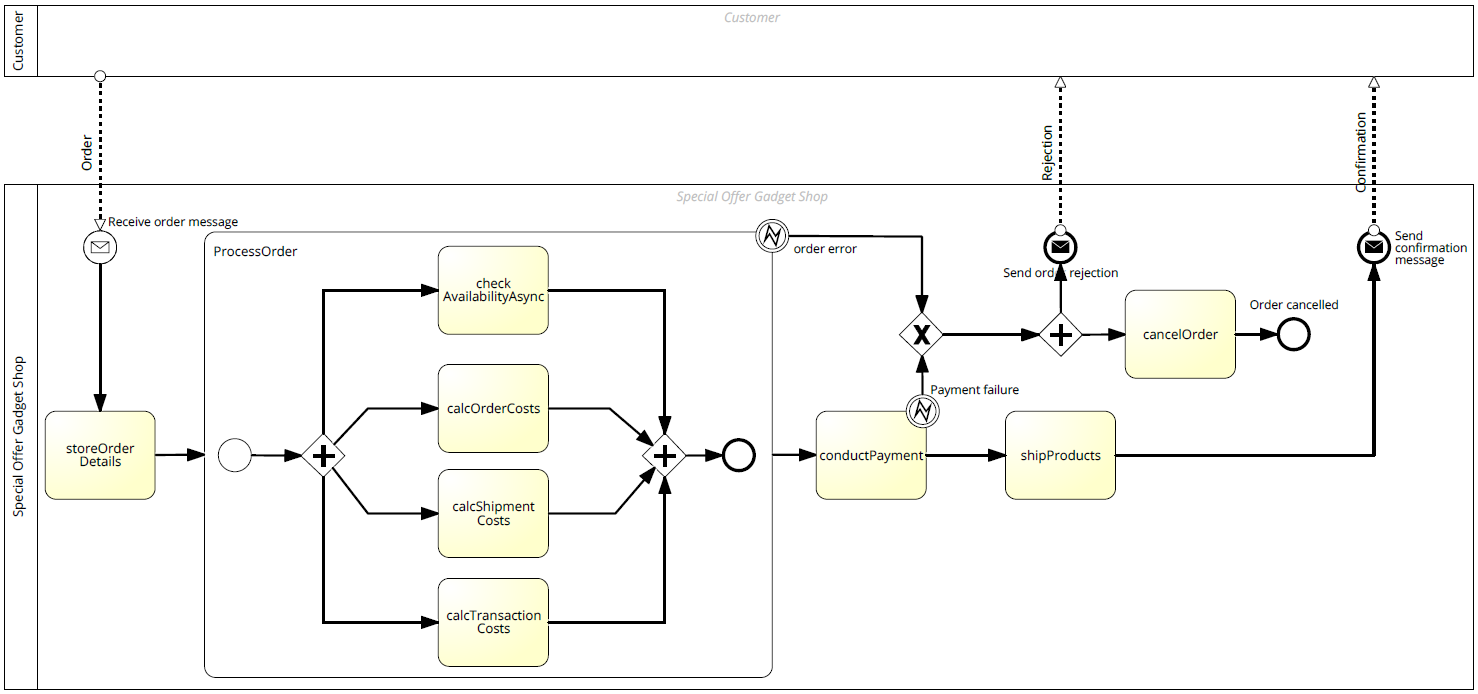 Customer
Customer
Order
Rejection
Confirmation
Special Offer Gadget Shop
Special Offer Gadget Shop
Receive order message
ProcessOrder
order error
Send order rejection
Send
confirmation
message
check
AvailabilityAsync
calcOrderCosts
calcShipment
Costs
calcTransaction
Costs
storeOrder
Details
X
cancelOrder
Order cancelled
Payment failure
conductPayment
shipProducts